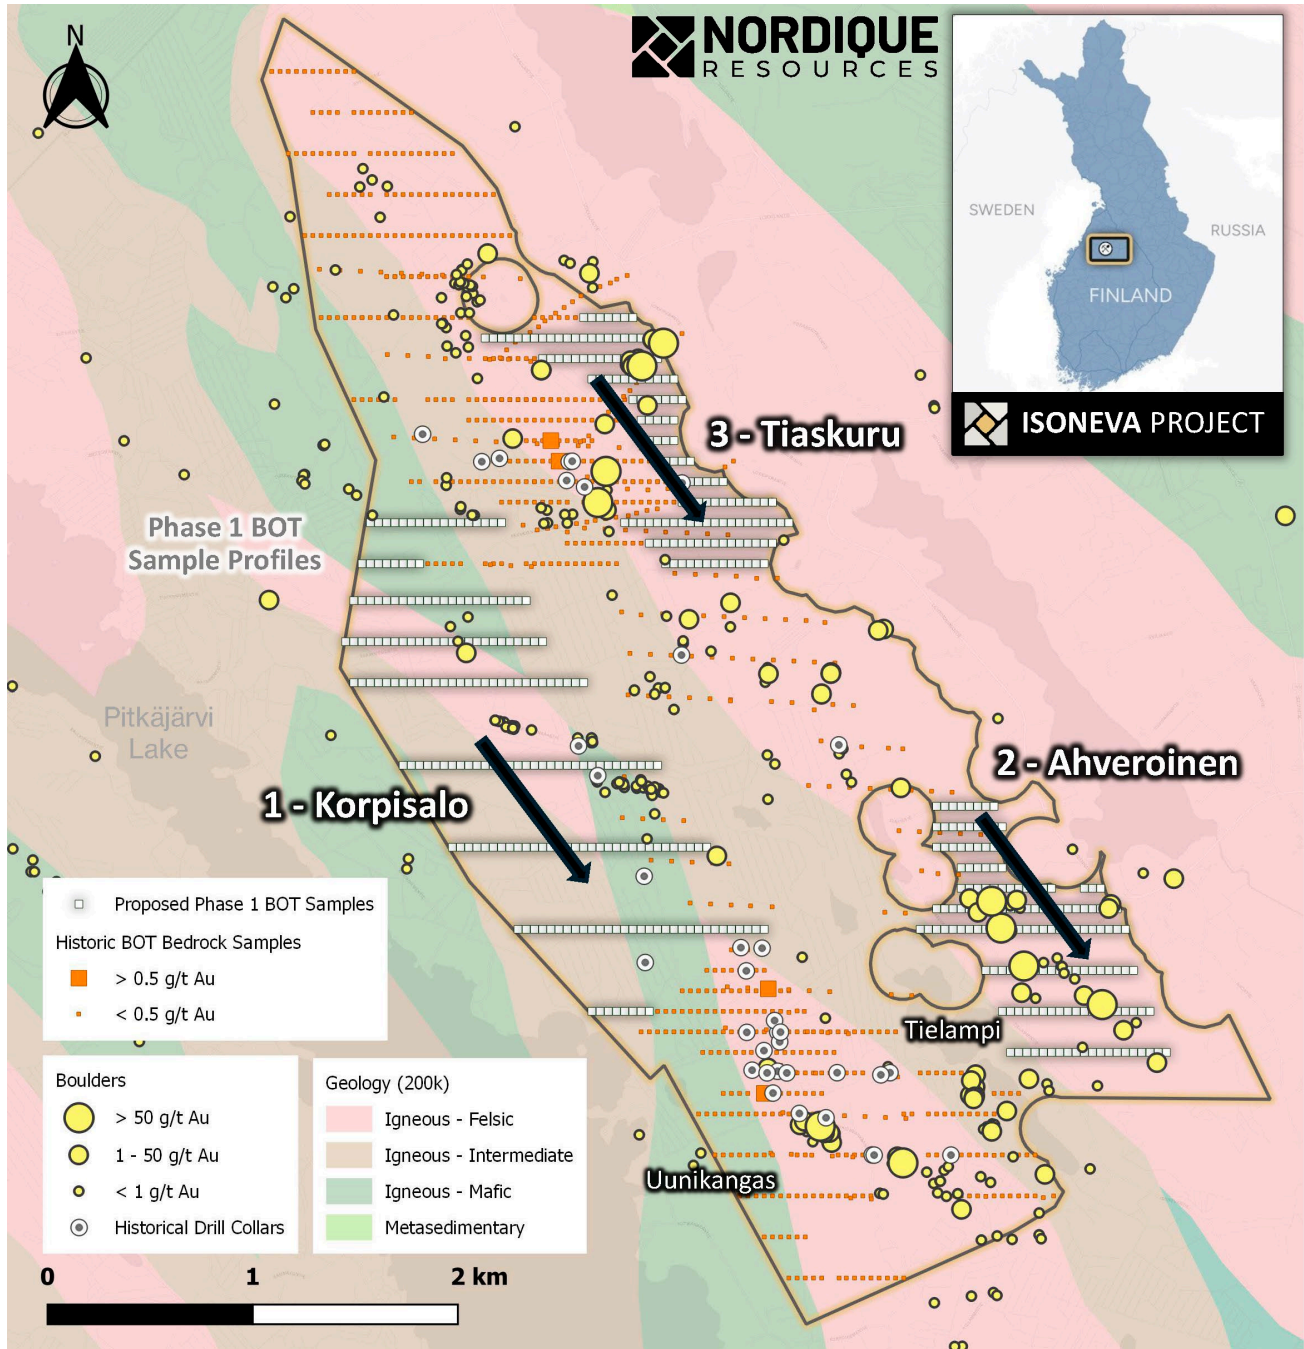 N
NORDIQUE
RESOURCES
SWEDEN
RUSSIA
FINLAND
ISONEVA PROJECT
3 - Tiaskuru
Phase 1 BOT
Sample Profiles
Pitkäjärvi
Lake
2 - Ahveroinen
1 - Korpisalo
Tielampi
Uunikangas
Proposed Phase 1 BOT Samples
Historic BOT Bedrock Samples
> 0.5 g/t Au
< 0.5 g/t Au
Boulders
> 50 g/t Au
1 - 50 g/t Au
< 1 g/t Au
Historical Drill Collars
Geology (200k)
Igneous - Felsic
Igneous - Intermediate
Igneous - Mafic
Metasedimentary
0 1 2 km